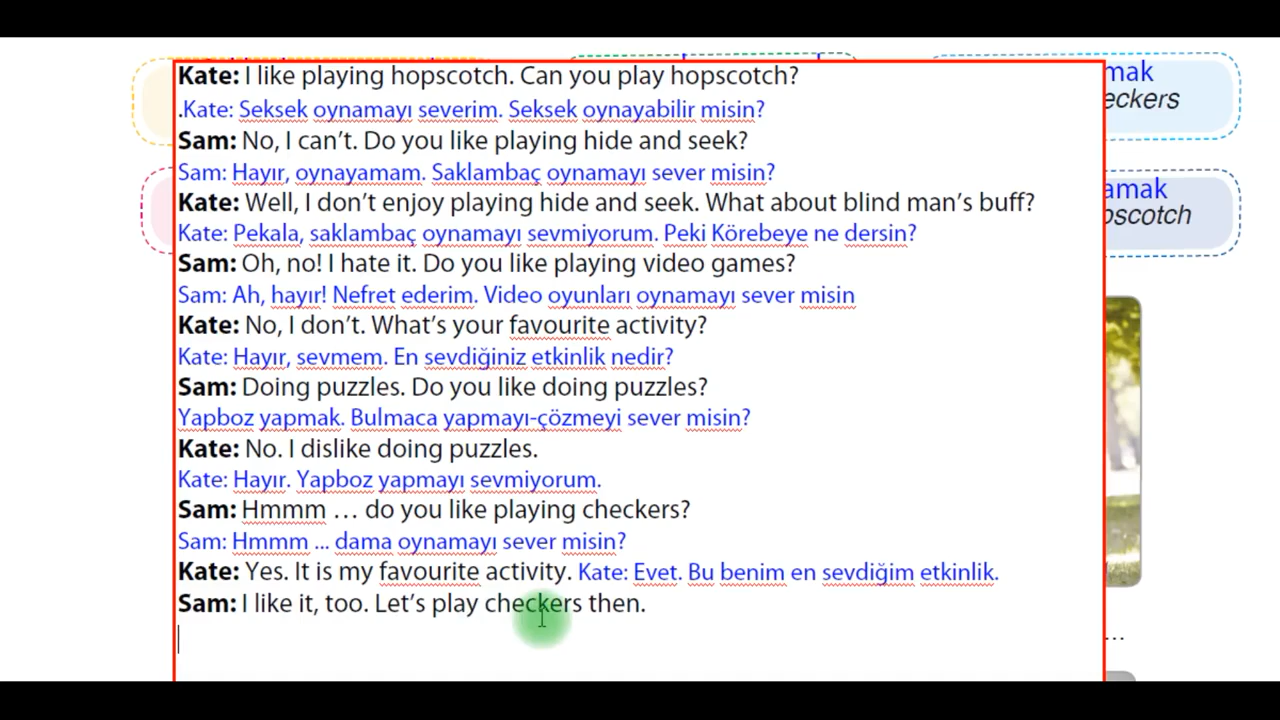 Kate: I like playing hopscotch. Can you play hopscotch?
.Kate: Seksek oynamayı severim. Seksek oynayabilir misin?
Sam: No, I can’t. Do you like playing hide and seek?
Sam: Hayır, oynayamam. Saklambaç oynamayı sever misin?
Kate: Well, I don’t enjoy playing hide and seek. What about blind man’s buff?
Kate: Pekala, saklambaç oynamayı sevmiyorum. Peki Körebeye ne dersin?
Sam: Oh, no! I hate it. Do you like playing video games?
Sam: Ah, hayır! Nefret ederim. Video oyunları oynamayı sever misin
Kate: No, I don’t. What’s your favourite activity?
Kate: Hayır, sevmem. En sevdiğiniz etkinlik nedir?
Sam: Doing puzzles. Do you like doing puzzles?
Yapboz yapmak. Bulmaca yapmayı-çözmeyi sever misin?
Kate: No. I dislike doing puzzles.
Kate: Hayır. Yapboz yapmayı sevmiyorum.
Sam: Hmmm … do you like playing checkers?
Sam: Hmmm ... dama oynamayı sever misin?
Kate: Yes. It is my favourite activity. Kate: Evet. Bu benim en sevdiğim etkinlik.
Sam: I like it, too. Let’s play checkers then.
mak
eckers
amak
oscotch
...